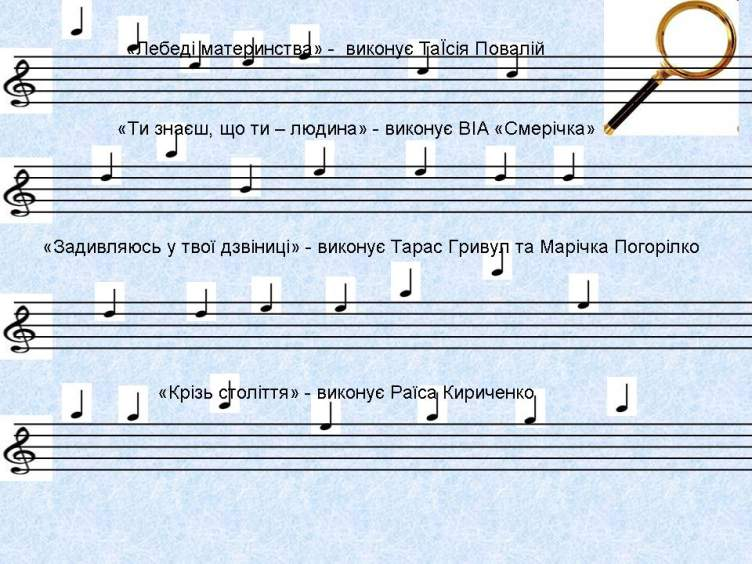 «Лебеді материнства» - виконує ТаЇсія Повалій
«Ти знаєш, що ти – людина» - виконує ВІА «Смерічка»
«Задивляюсь у твої дзвіниці» - виконує Тарас Гривул та Марічка Погорілко
«Крізь століття» - виконує Раїса Кириченко